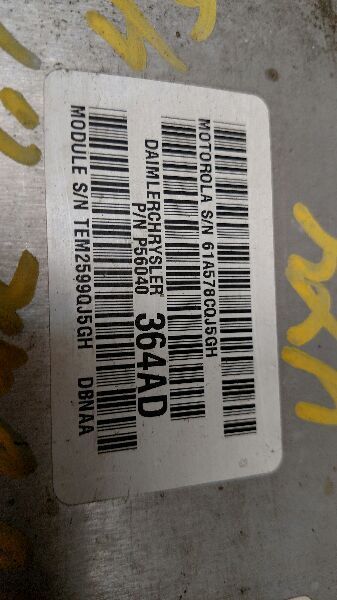 MOTOROLA S/N 61A578CQJ5GH
DAIMLERCHRYSLER
P/N P56040 364AD
MODULE S/N TEM2599QJ5GH DBNAA